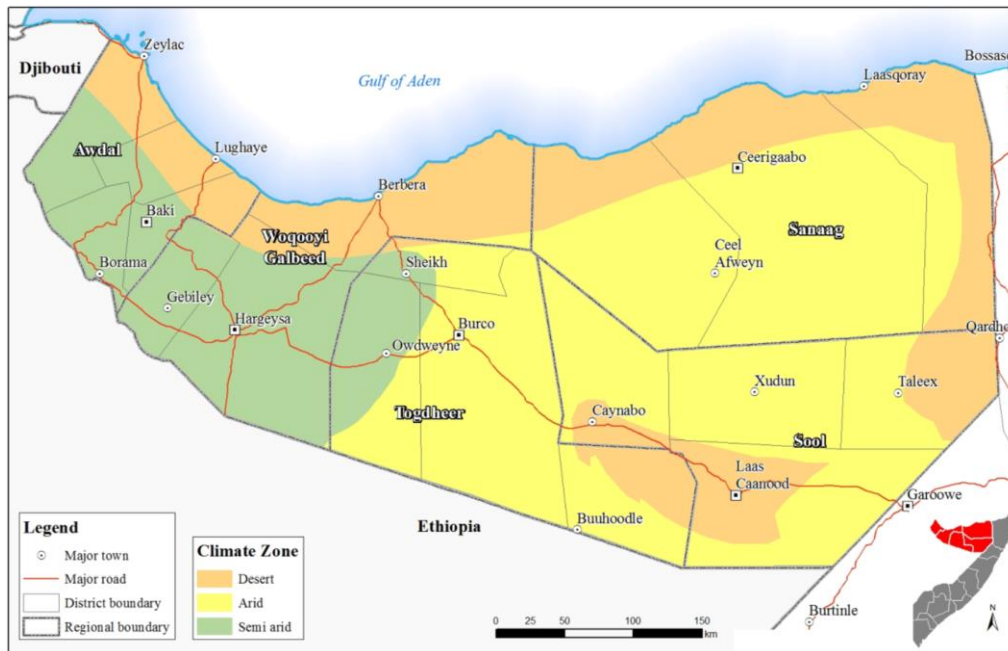 Zeylac
Djibouti
Bossaso
Gulf of Aden
Laasqoray
Awdal
Lughaye
Ceerigaabo
Berbera
Baki
Woqooyi
Galbeed
Sanaag
Ceel
Afweyn
Borama
Sheikh
Gebiley
Hargeysa
Burco
Qardho
Owdweyne
Xudun
Taleex
Togdheer
Caynabo
Sool
Laas
Caanood
Garoowe
Buuhoodle
Ethiopia
Legend
Major town
Major road
District boundary
Regional boundary
Climate Zone
Desert
Arid
Semi arid
0 25 50 100 150
km
Burtinle
N